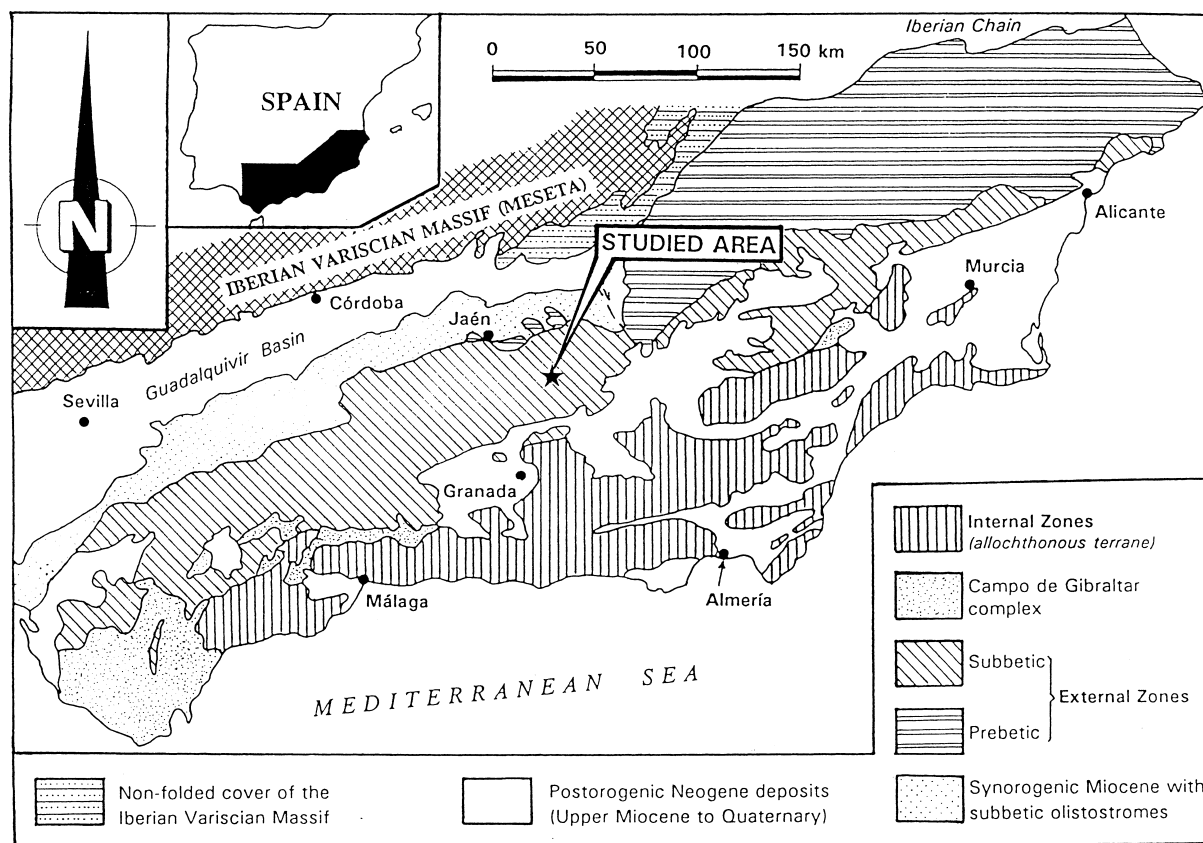 Iberian Chain
0 50 100 150 km
SPAIN
N
IBERIAN VARISCIAN MASSIF (MESETA)
STUDIED AREA
Alicante
Murcia
Córdoba
Jaén
Guadalquivir Basin
Sevilla
Granada
Málaga
Almería
MEDITERRANEAN SEA
Internal Zones
(allochthonous terrane)
Campo de Gibraltar
complex
Subbetic
External Zones
Prebetic
Synorogenic Miocene with
subbetic olistostromes
Non-folded cover of the
Iberian Variscian Massif
Postorogenic Neogene deposits
(Upper Miocene to Quaternary)